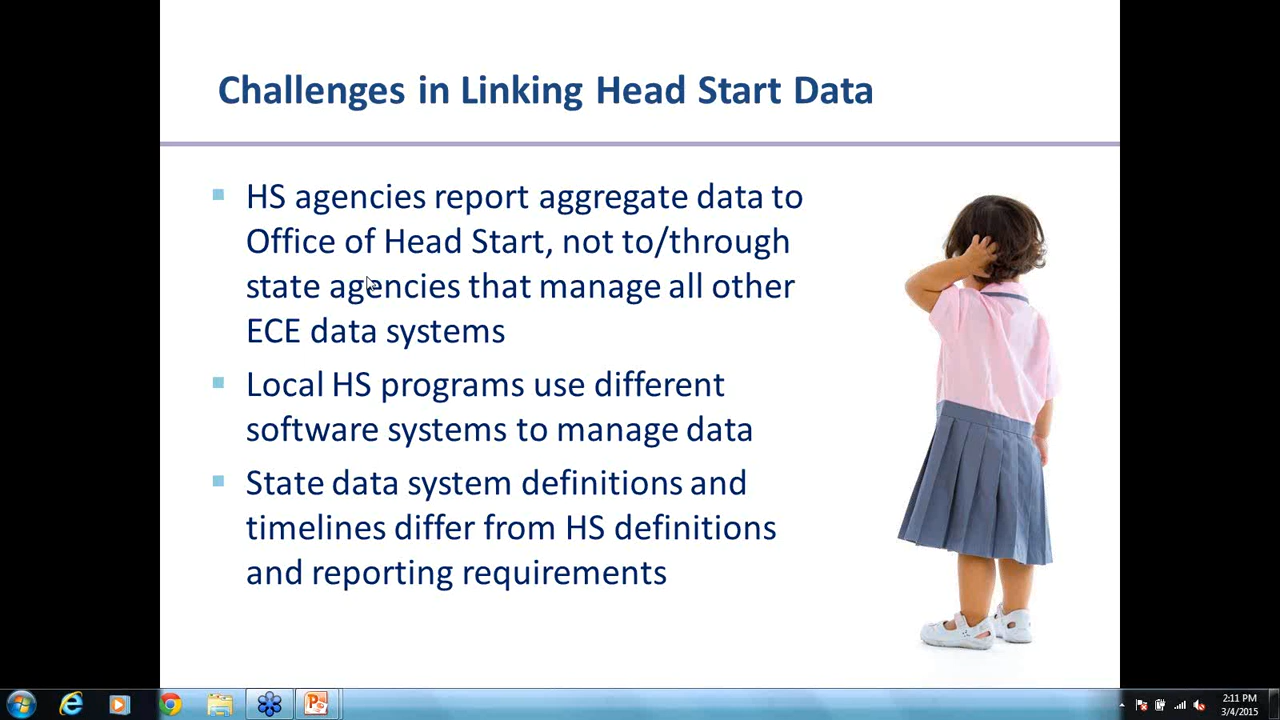 Challenges in Linking Head Start Data
HS agencies report aggregate data to
Office of Head Start, not to/through
state agencies that manage all other
ECE data systems
Local HS programs use different
software systems to manage data
State data system definitions and
timelines differ from HS definitions
and reporting requirements
2:11 PM
3/4/2015